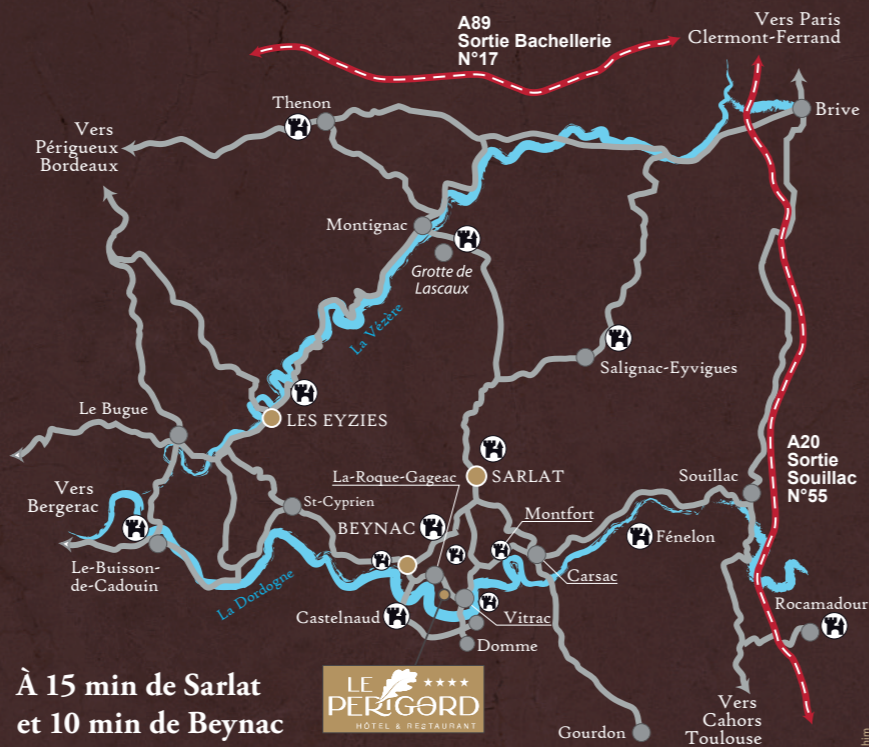 A89
Sortie Bachellerie
N°17
Vers Paris
Clermont-Ferrand
Thenon
Brive
Vers
Périgueux
Bordeaux
Montignac
Grotte de
Lascaux
La Vézère
Salignac-Eyvigues
LES EYZIES
Le Bugue
A20
Sortie
Souillac
N°55
La-Roque-Gageac
SARLAT
Souillac
Vers
Bergerac
St-Cyprien
Montfort
BEYNAC
Fénelon
Le-Buisson-
de-Cadouin
Carsac
La Dordogne
Castelnaud
Vitrac
Rocamadour
Domme
À 15 min de Sarlat
et 10 min de Beynac
LE
PERIGORD
HÔTEL & RESTAURANT
Vers
Cahors
Toulouse
Gourdon